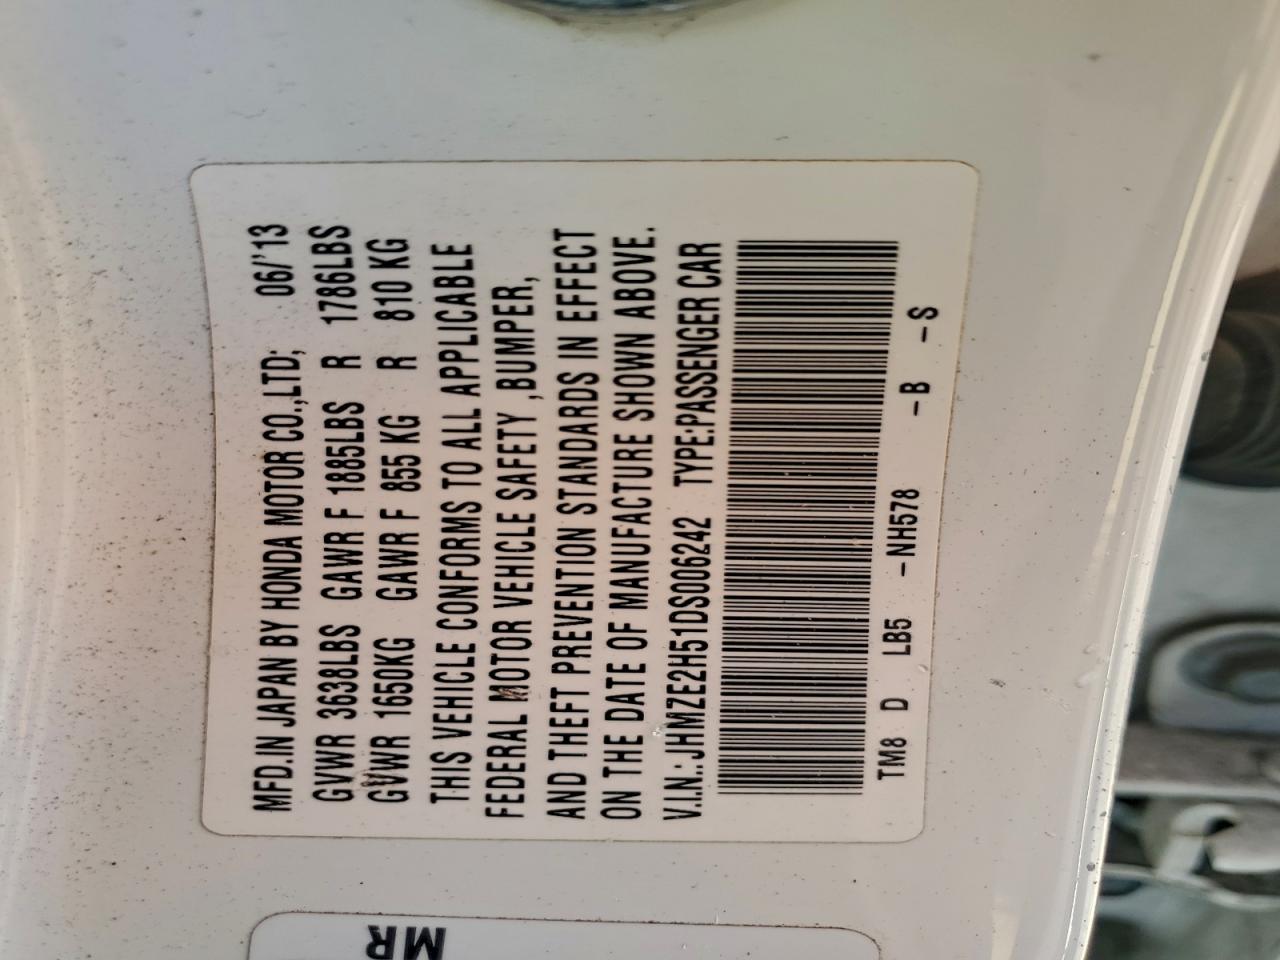 MFD.IN JAPAN BY HONDA MOTOR CO.,LTD; 06/'13
GVWR 3638LBS GAWR F 1885LBS R 1786LBS
GVWR 1650KG GAWR F 855 KG R 810 KG
THIS VEHICLE CONFORMS TO ALL APPLICABLE
FEDERAL MOTOR VEHICLE SAFETY ,BUMPER,
AND THEFT PREVENTION STANDARDS IN EFFECT
ON THE DATE OF MANUFACTURE SHOWN ABOVE.
V.I.N.: JHMZE2H51DS006242 TYPE:PASSENGER CAR
TM8 D LB5 -NH578 -B -S
MR